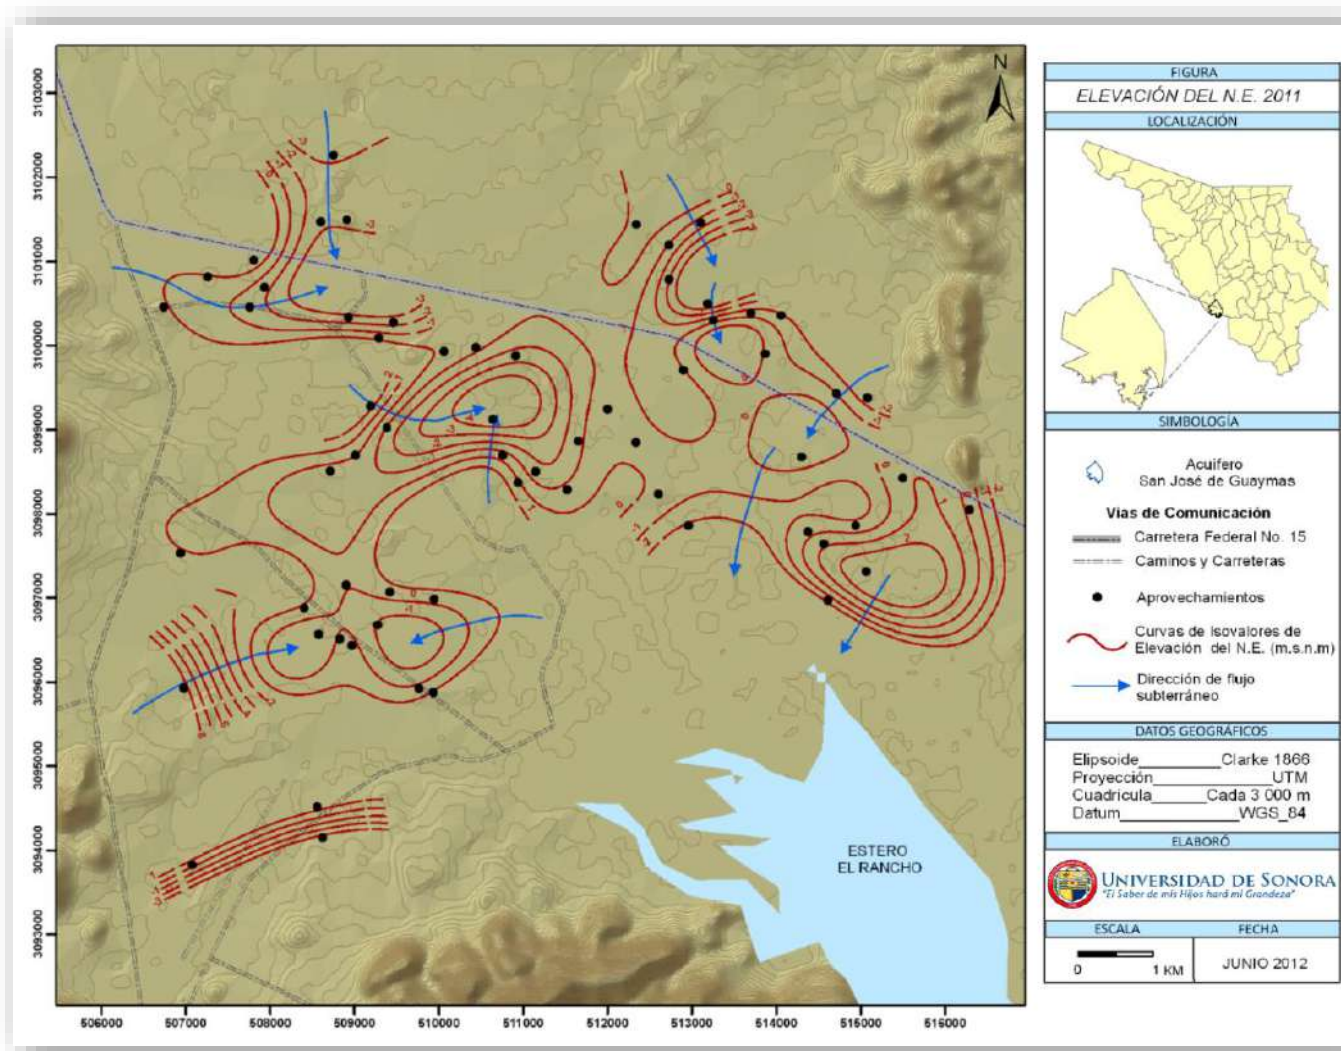 FIGURA
ELEVACIÓN DEL N.E. 2011
LOCALIZACIÓN
SIMBOLOGÍA
Acuifero
San José de Guaymas
Vías de Comunicación
Carretera Federal No. 15
Caminos y Carreteras
Aprovechamientos
Curvas de Isovalores de
Elevación del N.E. (m.s.n.m)
Dirección de flujo
subterráneo
DATOS GEOGRÁFICOS
Elipsoide Clarke 1866
Proyección UTM
Cuadricula Cada 3 000 m
Datum WGS_84
ELABORÓ
UNIVERSIDAD DE SONORA
"El Saber de mis Hijos hará mi Grandeza"
ESCALA
FECHA
0 1 KM
JUNIO 2012
N
ESTERO
EL RANCHO
3103000
3102000
3101000
3100000
3099000
3098000
3097000
3096000
3095000
3094000
3093000
506000 507000 508000 509000 510000 511000 512000 513000 514000 515000 516000